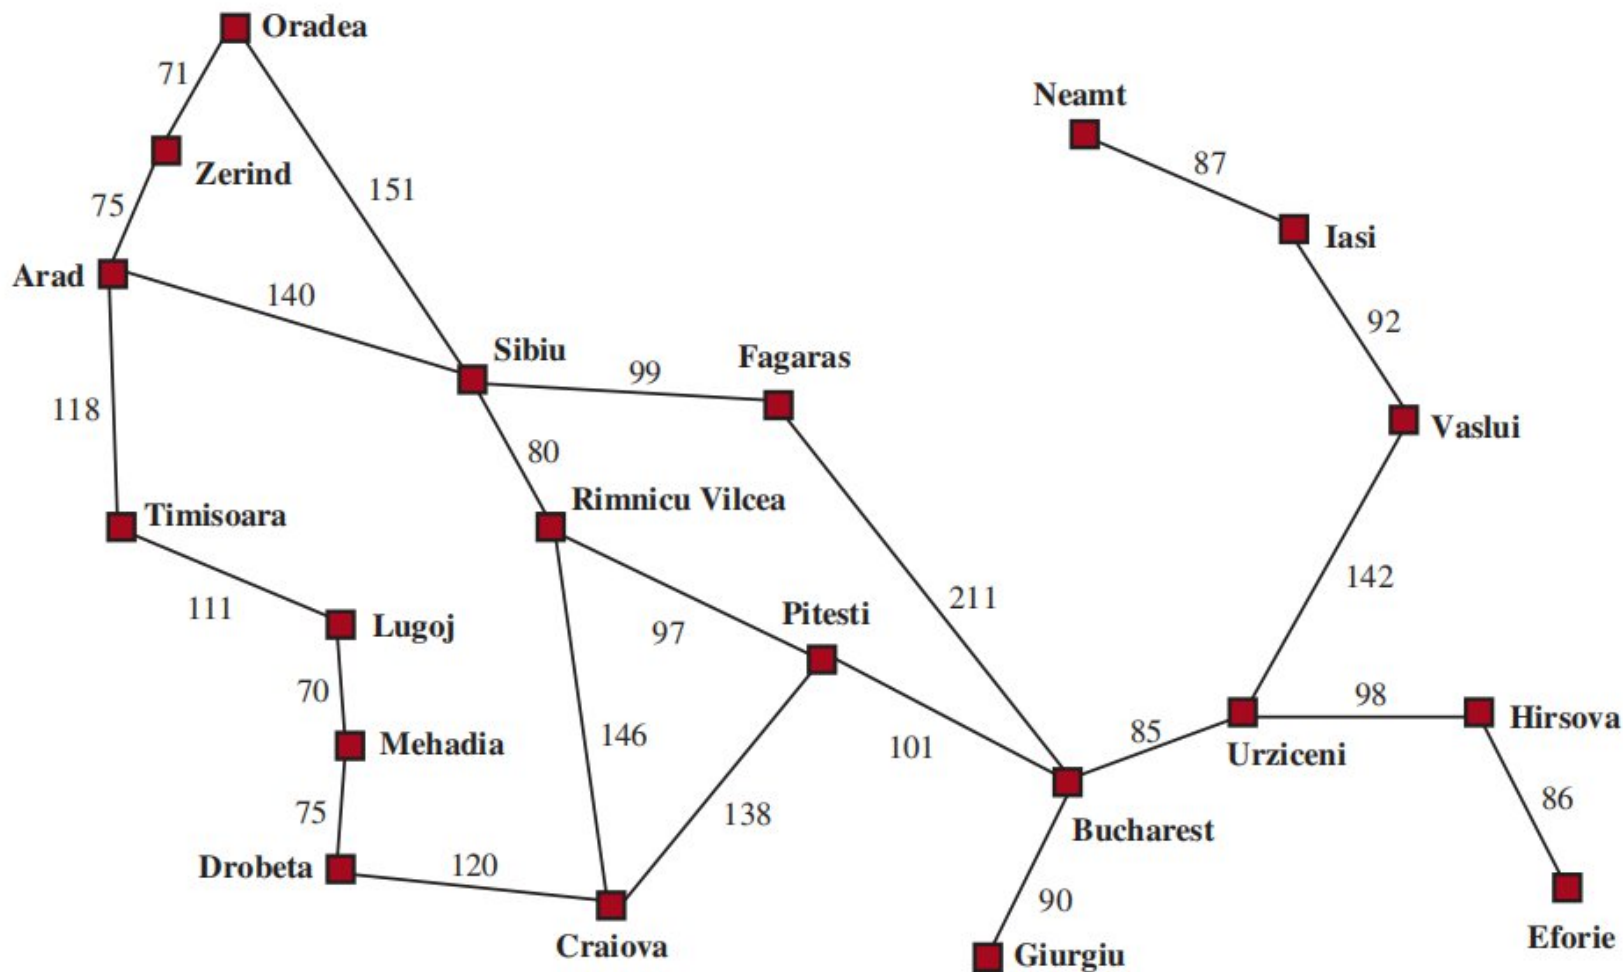 Oradea
71
Neamt
87
Zerind
151
75
Iasi
Arad
140
92
Sibiu
Fagaras
99
118
Vaslui
80
Rimnicu Vilcea
Timisoara
142
211
111
Pitesti
Lugoj
97
70
98
Hirsova
146
85
Mehadia
101
Urziceni
86
75
138
Bucharest
Drobeta
120
90
Eforie
Craiova
Giurgiu